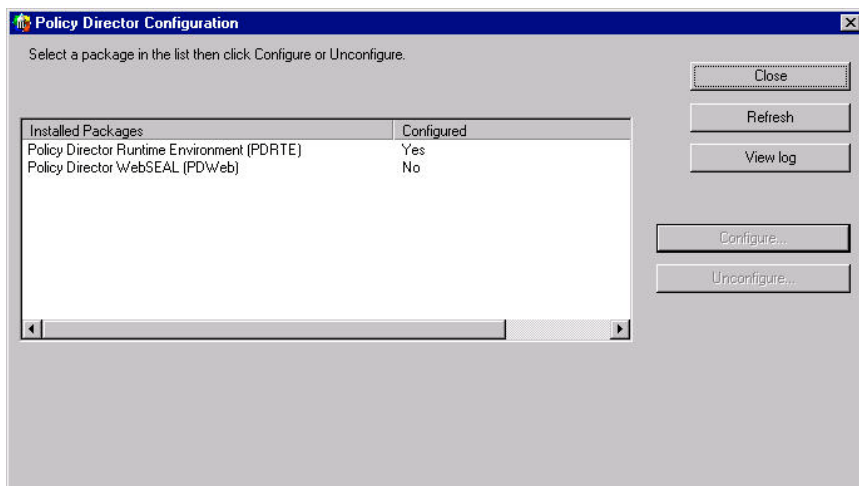 Policy Director Configuration
Select a package in the list then click Configure or Unconfigure.
Close
Refresh
View log
Installed Packages Configured
Policy Director Runtime Environment (PDRTE) Yes
Policy Director WebSEAL (PDWeb) No
Configure...
Unconfigure...